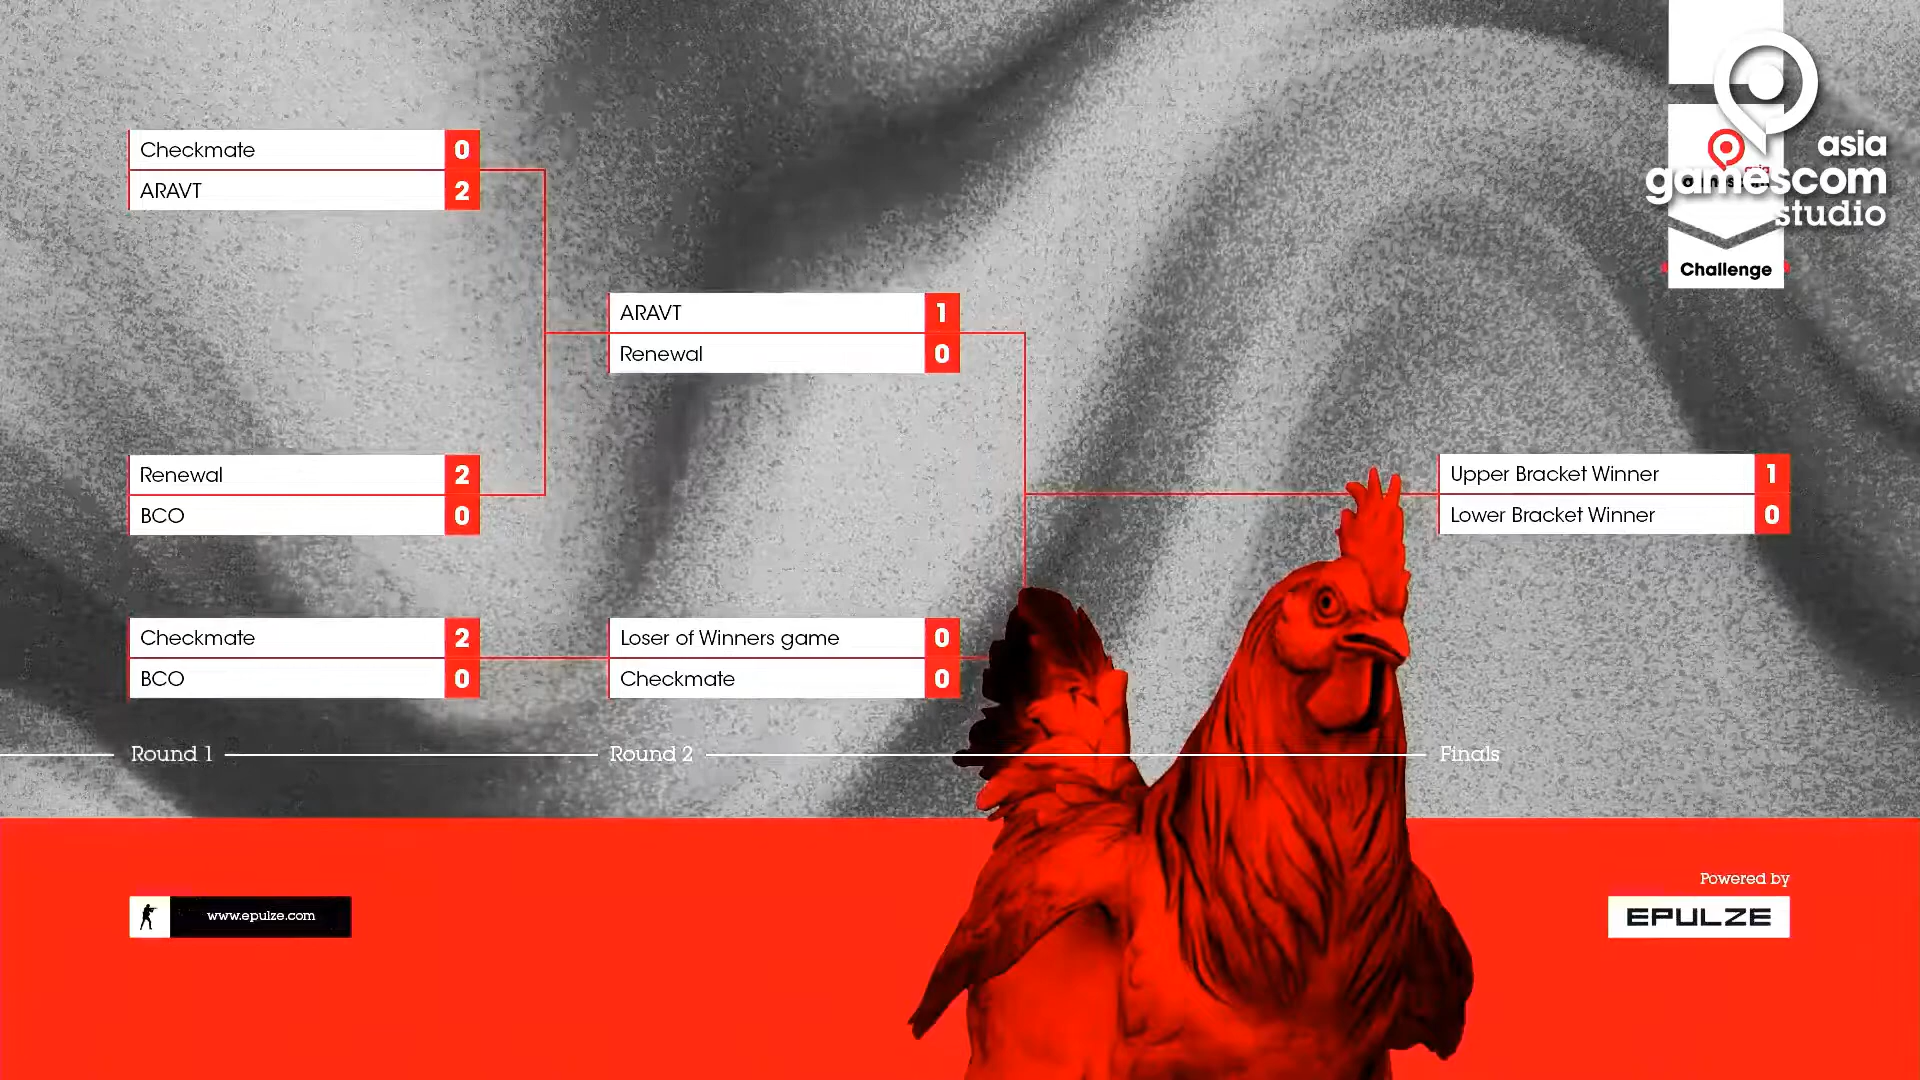 Checkmate 0
ARAVT 2
ARAVT 1
Renewal 0
Renewal 2
BCO 0
Upper Bracket Winner 1
Lower Bracket Winner 0
Checkmate 2
BCO 0
Loser of Winners game 0
Checkmate 0
Round 1
Round 2
Finals
asia
gamescom
studio
Challenge
www.epulze.com
Powered by
EPULZE